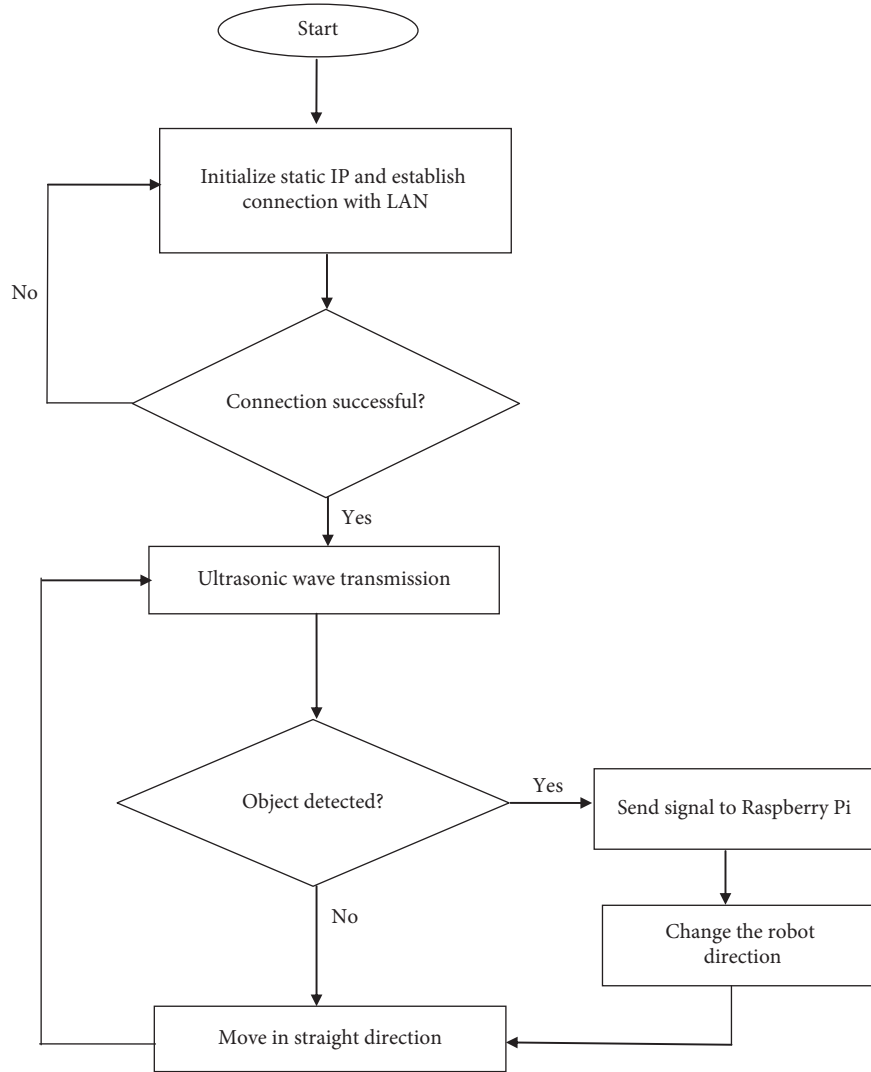 Start
Initialize static IP and establish
connection with LAN
No
Connection successful?
Yes
Ultrasonic wave transmission
Object detected?
Yes
Send signal to Raspberry Pi
No
Change the robot
direction
Move in straight direction